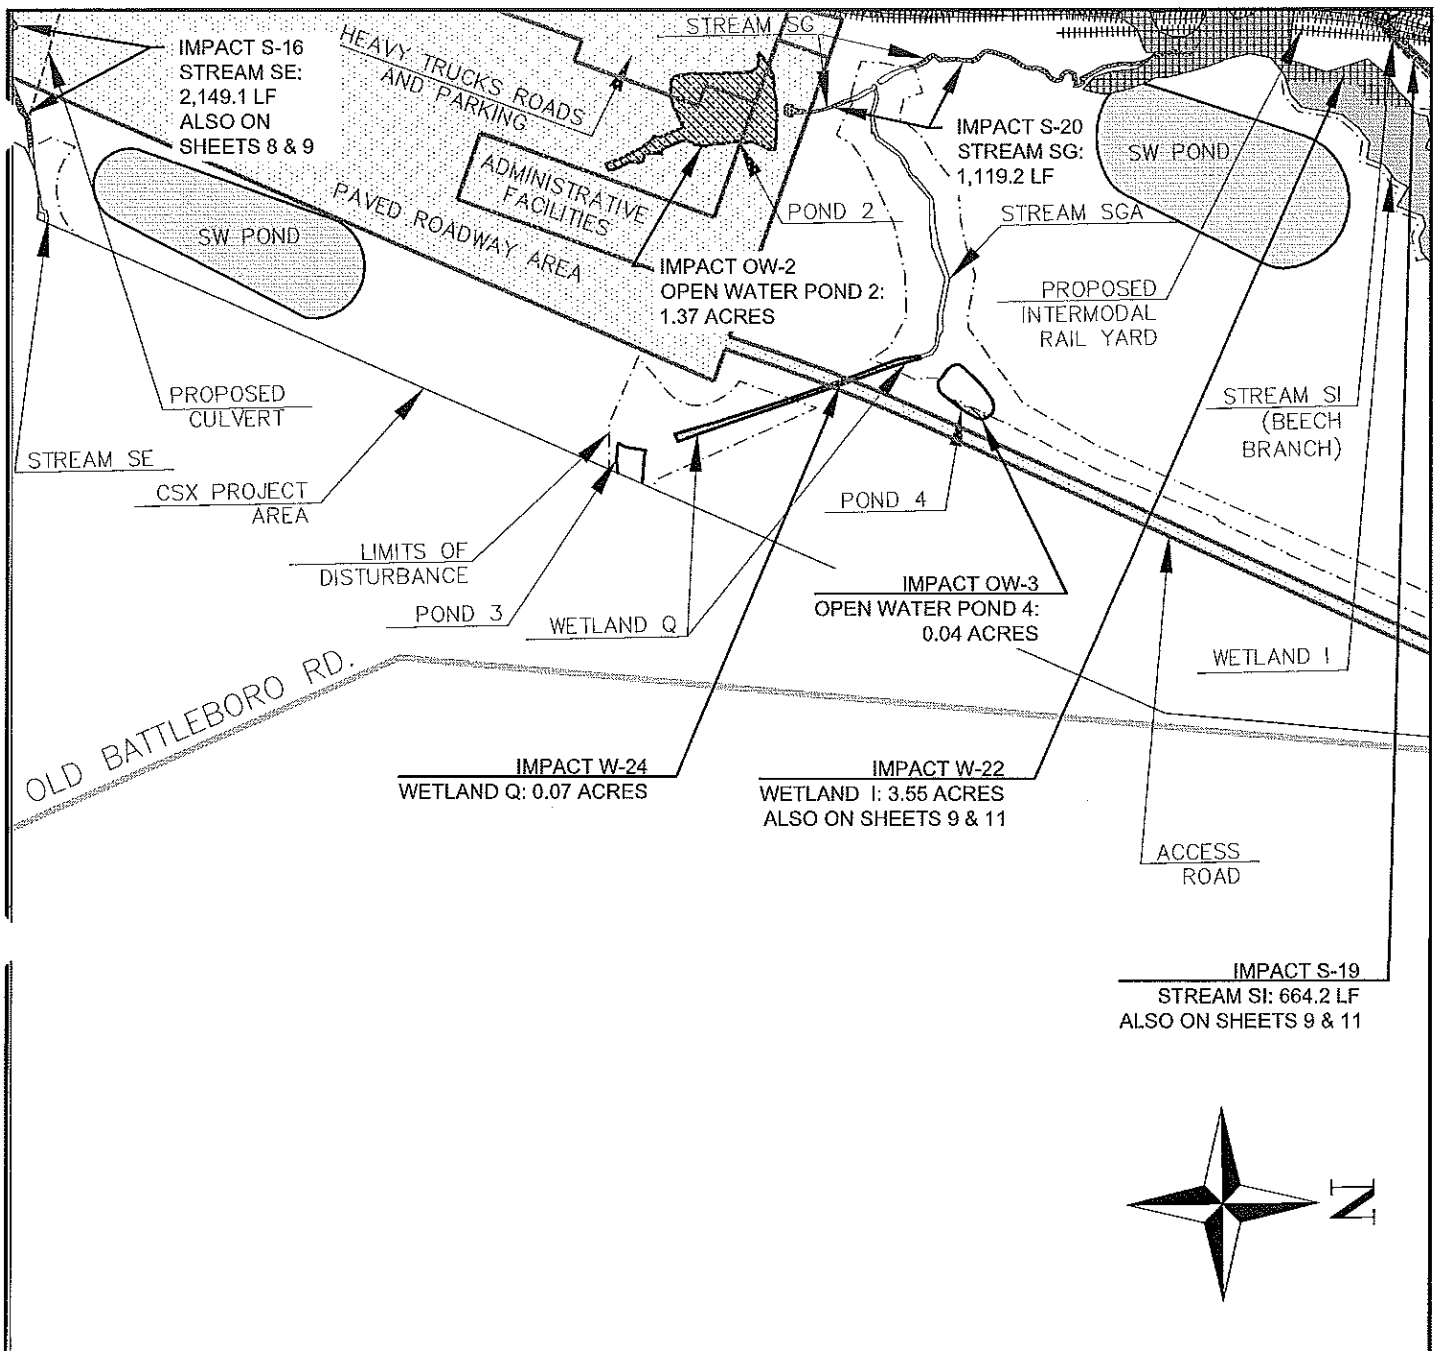 IMPACT S-16
STREAM SE:
2,149.1 LF
ALSO ON
SHEETS 8 & 9
HEAVY TRUCKS ROADS
AND PARKING
STREAM SG
IMPACT S-20
STREAM SG:
1,119.2 LF
SW POND
ADMINISTRATIVE
FACILITIES
PAVED ROADWAY AREA
SW POND
POND 2
STREAM SGA
IMPACT OW-2
OPEN WATER POND 2:
1.37 ACRES
PROPOSED
INTERMODAL
RAIL YARD
PROPOSED
CULVERT
STREAM SI
(BEECH
BRANCH)
STREAM SE
CSX PROJECT
AREA
POND 4
LIMITS OF
DISTURBANCE
IMPACT OW-3
OPEN WATER POND 4:
0.04 ACRES
POND 3
WETLAND Q
WETLAND I
OLD BATTLEBORO RD.
IMPACT W-24
WETLAND Q: 0.07 ACRES
IMPACT W-22
WETLAND I: 3.55 ACRES
ALSO ON SHEETS 9 & 11
ACCESS
ROAD
IMPACT S-19
STREAM SI: 664.2 LF
ALSO ON SHEETS 9 & 11
N